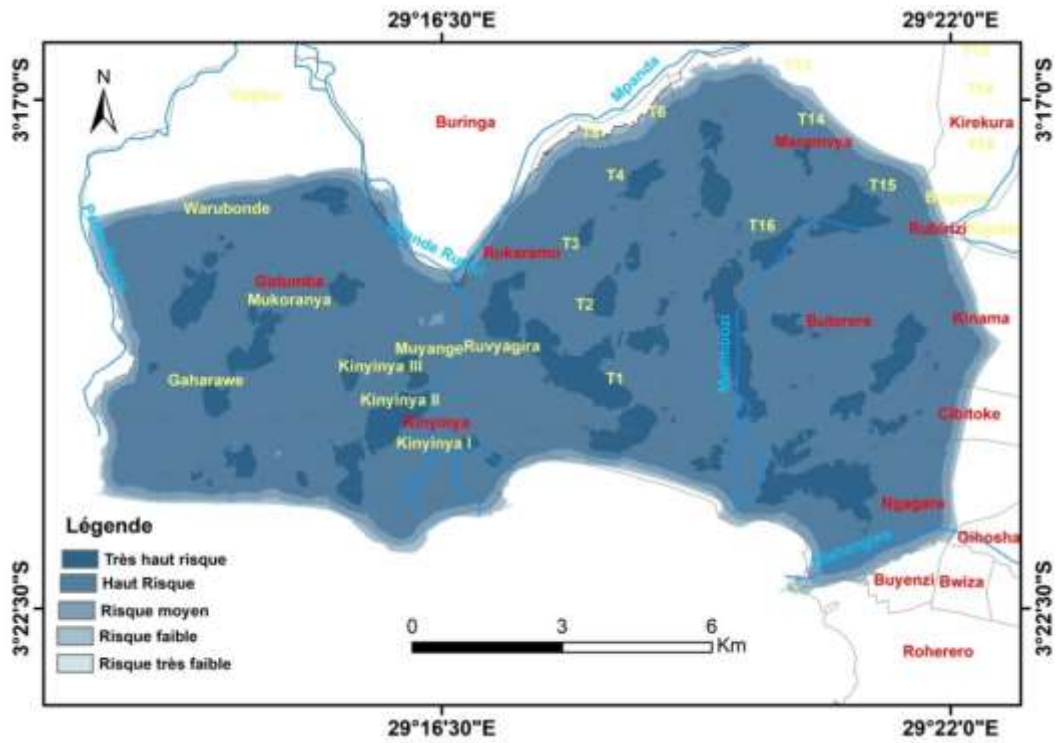 29°16'30"E
29°22'0"E
3°17'0"S
3°17'0"S
N
Mpanda
Buringa
T6
T14
Kirekura
Maramvya
T4
T15
Warubonde
T16
Rubirizi
T3
Rukaramu
Gatumba
Mukoranya
T2
Buterere
Kinama
Muyange
Ruvyagira
Kinyinya III
Gaharawe
T1
Kinyinya II
Cibitoke
Kinyinya
Kinyinya I
Ngagara
Légende
Très haut risque
Haut Risque
Risque moyen
Risque faible
Risque très faible
Buyenzi
Bwiza
Roherero
0
3
6
Km
3°22'30"S
3°22'30"S
29°16'30"E
29°22'0"E